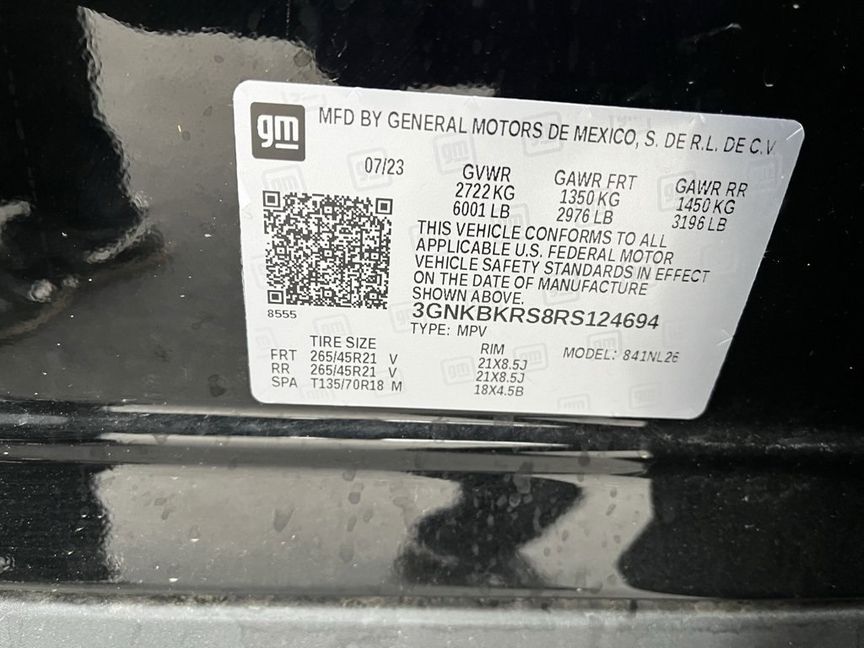 gm MFD BY GENERAL MOTORS DE MEXICO, S. DE R.L. DE C.V
07/23
GVWR GAWR FRT GAWR RR
2722 KG 1350 KG 1450 KG
6001 LB 2976 LB 3196 LB
THIS VEHICLE CONFORMS TO ALL
APPLICABLE U.S. FEDERAL MOTOR
VEHICLE SAFETY STANDARDS IN EFFECT
ON THE DATE OF MANUFACTURE
SHOWN ABOVE.
8555
3GNKBKRS8RS124694
TYPE: MPV MODEL: 841NL26
TIRE SIZE RIM
FRT 265/45R21 V 21X8.5J
RR 265/45R21 V 21X8.5J
SPA T135/70R18 M 18X4.5B